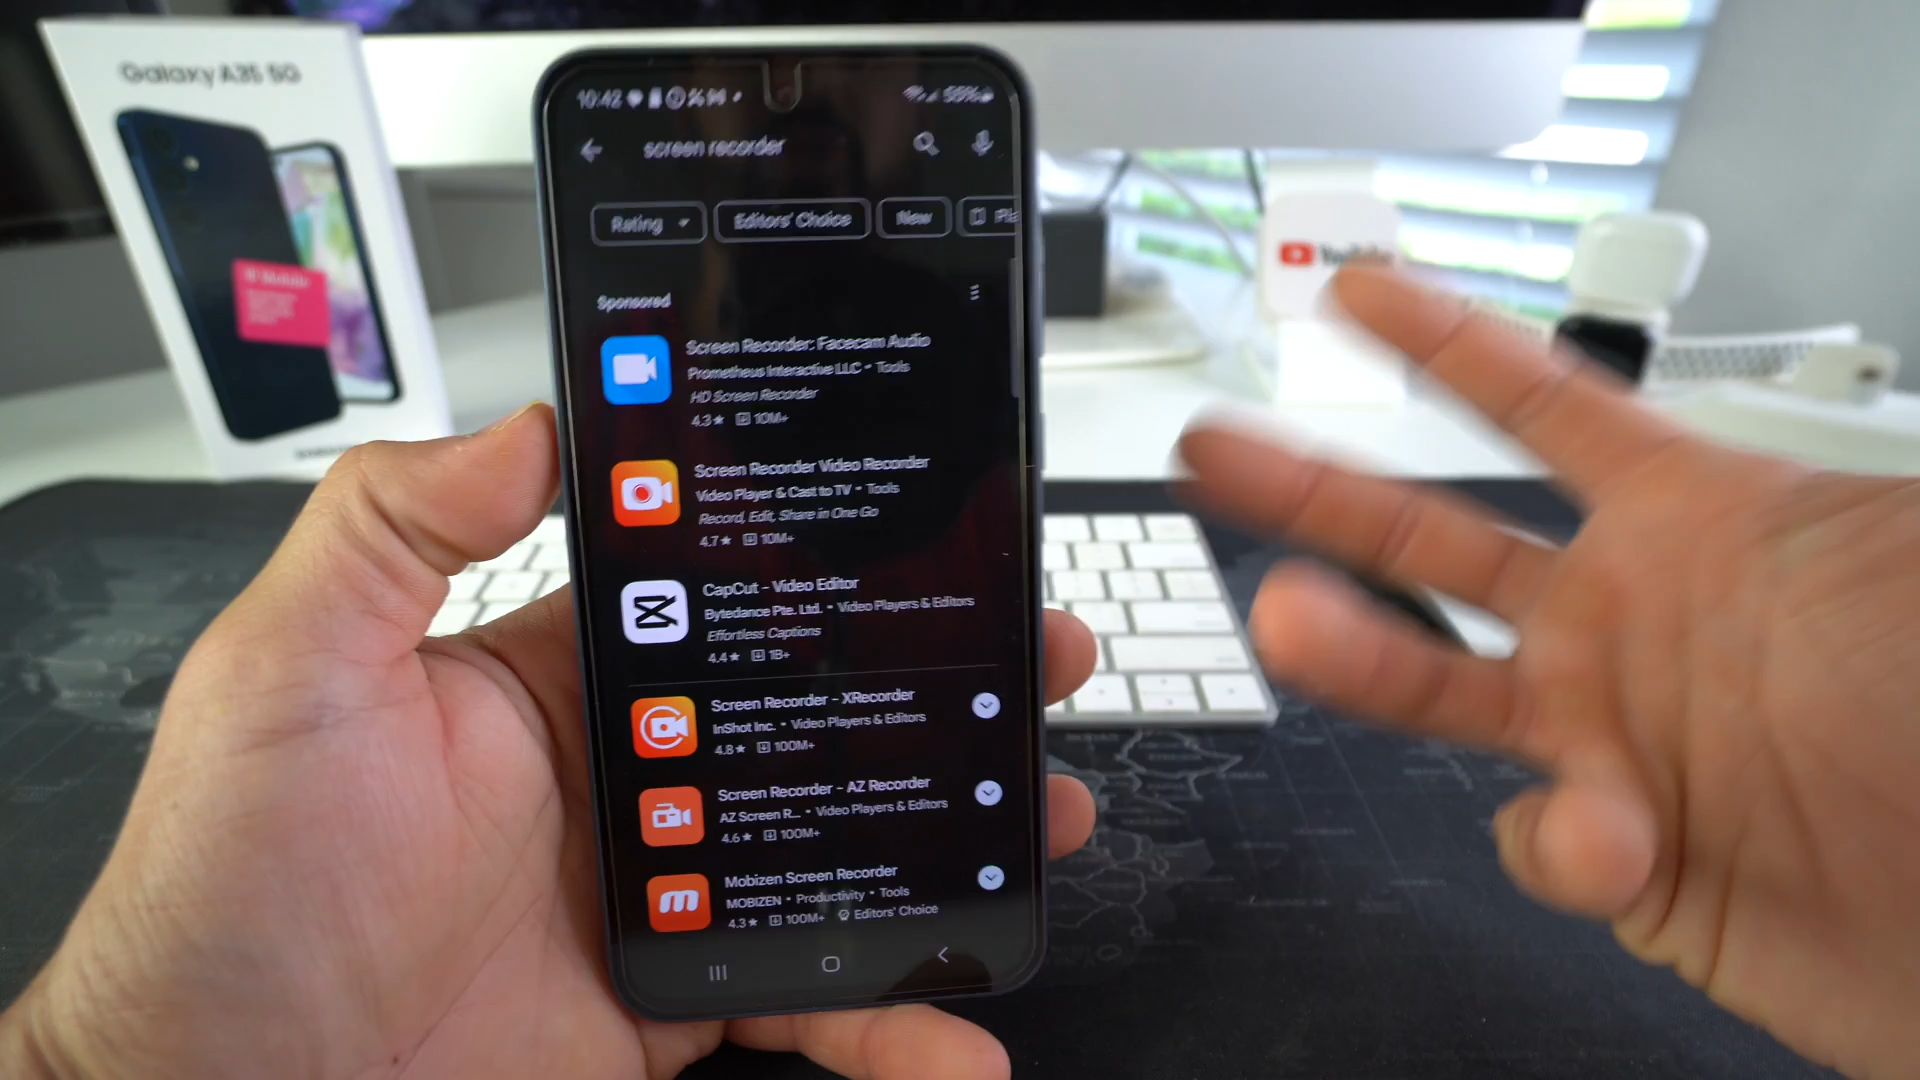 Galaxy A35 5G
10:42
55%
screen recorder
Rating
Editors' Choice
New
YouTube
Sponsored
Screen Recorder: Facecam Audio
Prometheus Interactive LLC • Tools
HD Screen Recorder
4.3★ 10M+
Screen Recorder Video Recorder
Video Player & Cast to TV • Tools
Record, Edit, Share in One Go
4.7★ 10M+
CapCut - Video Editor
Bytedance Pte. Ltd. • Video Players & Editors
Effortless Captions
4.4★ 1B+
Screen Recorder - XRecorder
InShot Inc. • Video Players & Editors
4.8★ 100M+
Screen Recorder - AZ Recorder
AZ Screen R... • Video Players & Editors
4.6★ 100M+
Mobizen Screen Recorder
MOBIZEN • Productivity • Tools
4.3★ 100M+ Editors' Choice